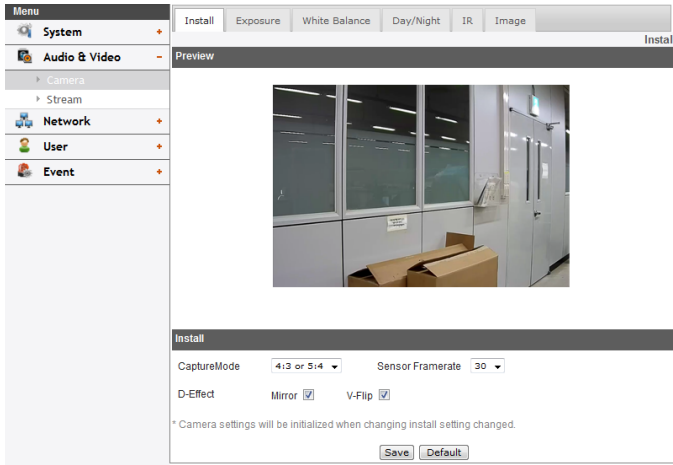 Menu
System +
Audio & Video –
Camera
Stream
Network +
User +
Event +
Install Exposure White Balance Day/Night IR Image
Instal
Preview
Install
CaptureMode 4:3 or 5:4 Sensor Framerate 30
D-Effect Mirror V-Flip
* Camera settings will be initialized when changing install setting changed.
Save Default